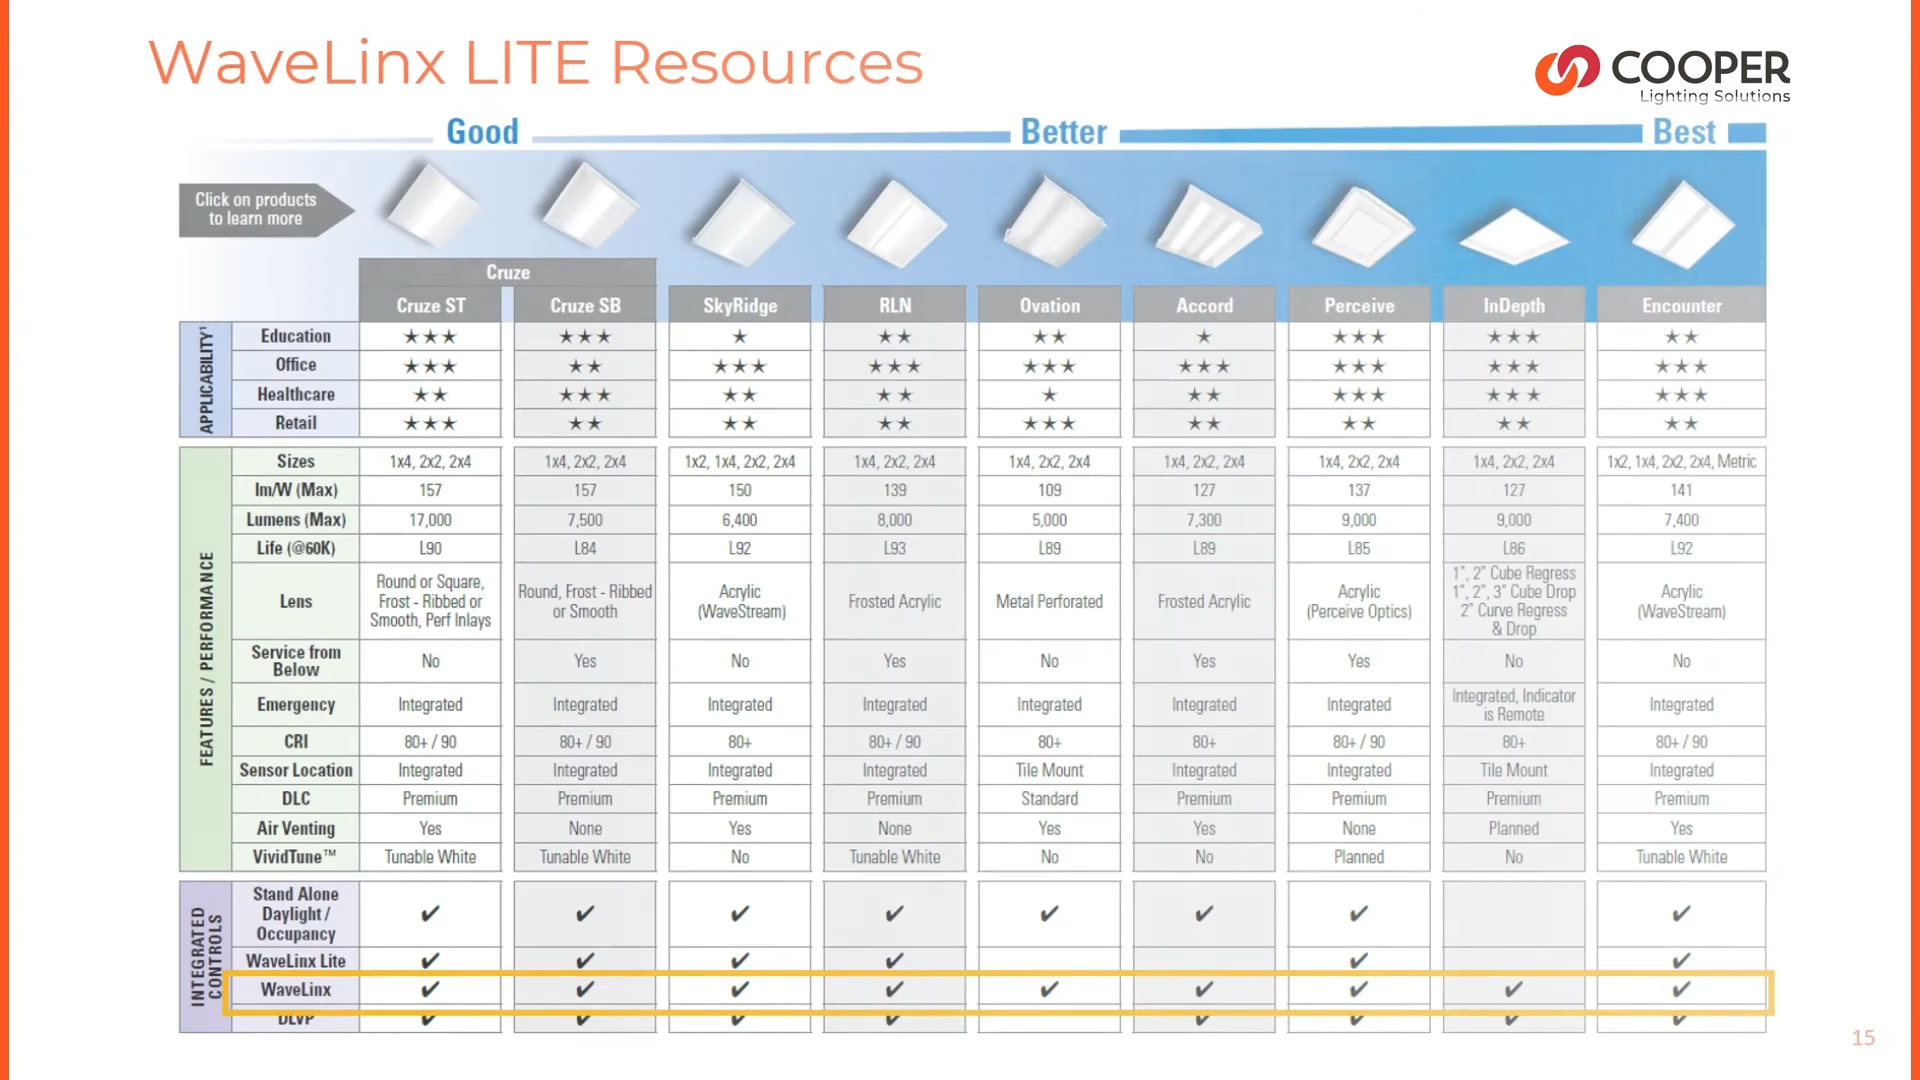 WaveLinx LITE Resources
COOPER
Lighting Solutions
Good Better Best
Click on products
to learn more
Cruze
Cruze ST Cruze SB SkyRidge RLN Ovation Accord Perceive InDepth Encounter
APPLICABILITY¹
Education ★★★ ★★★ ★ ★★ ★★ ★ ★★★ ★★★ ★★
Office ★★★ ★★ ★★★ ★★★ ★★★ ★★★ ★★★ ★★★ ★★★
Healthcare ★★ ★★★ ★★ ★★ ★ ★★ ★★★ ★★★ ★★★
Retail ★★★ ★★ ★★ ★★ ★★★ ★★ ★★ ★★ ★★
FEATURES / PERFORMANCE
Sizes 1x4, 2x2, 2x4 1x4, 2x2, 2x4 1x2, 1x4, 2x2, 2x4 1x4, 2x2, 2x4 1x4, 2x2, 2x4 1x4, 2x2, 2x4 1x4, 2x2, 2x4 1x4, 2x2, 2x4 1x2, 1x4, 2x2, 2x4, Metric
lm/W (Max) 157 157 150 139 109 127 137 127 141
Lumens (Max) 17,000 7,500 6,400 8,000 5,000 7,300 9,000 9,000 7,400
Life (@60K) L90 L84 L92 L93 L89 L89 L85 L86 L92
Lens
Round or Square,
Frost - Ribbed or
Smooth, Perf Inlays
Round, Frost - Ribbed
or Smooth
Acrylic
(WaveStream)
Frosted Acrylic
Metal Perforated
Frosted Acrylic
Acrylic
(Perceive Optics)
1", 2" Cube Regress
1", 2", 3" Cube Drop
2" Curve Regress
& Drop
Acrylic
(WaveStream)
Service from
Below
No Yes No Yes No Yes Yes No No
Emergency Integrated Integrated Integrated Integrated Integrated Integrated Integrated
Integrated, Indicator
is Remote
Integrated
CRI 80+ / 90 80+ / 90 80+ 80+ / 90 80+ 80+ 80+ / 90 80+ 80+ / 90
Sensor Location Integrated Integrated Integrated Integrated Tile Mount Integrated Integrated Tile Mount Integrated
DLC Premium Premium Premium Premium Standard Premium Premium Premium Premium
Air Venting Yes None Yes None Yes Yes None Planned Yes
VividTune™ Tunable White Tunable White No Tunable White No No Planned No Tunable White
INTEGRATED
CONTROLS
Stand Alone
Daylight /
Occupancy
✔ ✔ ✔ ✔ ✔ ✔ ✔ ✔
WaveLinx Lite ✔ ✔ ✔ ✔ ✔ ✔
WaveLinx ✔ ✔ ✔ ✔ ✔ ✔ ✔ ✔ ✔
DLVP ✔ ✔ ✔ ✔ ✔ ✔ ✔ ✔
15